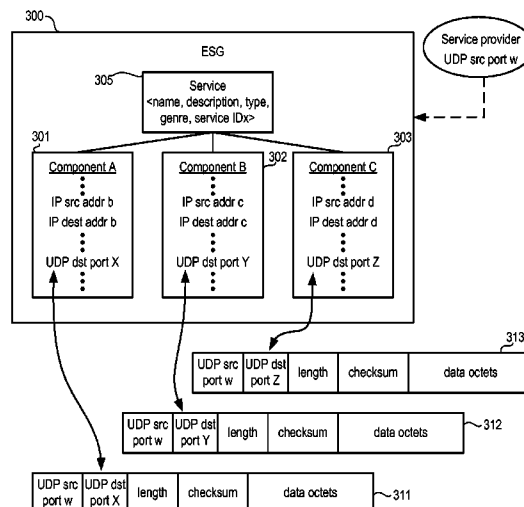 300
ESG
Service provider
UDP src port w
305
Service
<name, description, type,
genre, service IDx>
301
302
303
Component A
IP src addr b
IP dest addr b
UDP dst port X
Component B
IP src addr c
IP dest addr c
UDP dst port Y
Component C
IP src addr d
IP dest addr d
UDP dst port Z
313
UDP src port w
UDP dst port Z
length
checksum
data octets
UDP src port w
UDP dst port Y
length
checksum
data octets
312
UDP src port w
UDP dst port X
length
checksum
data octets
311